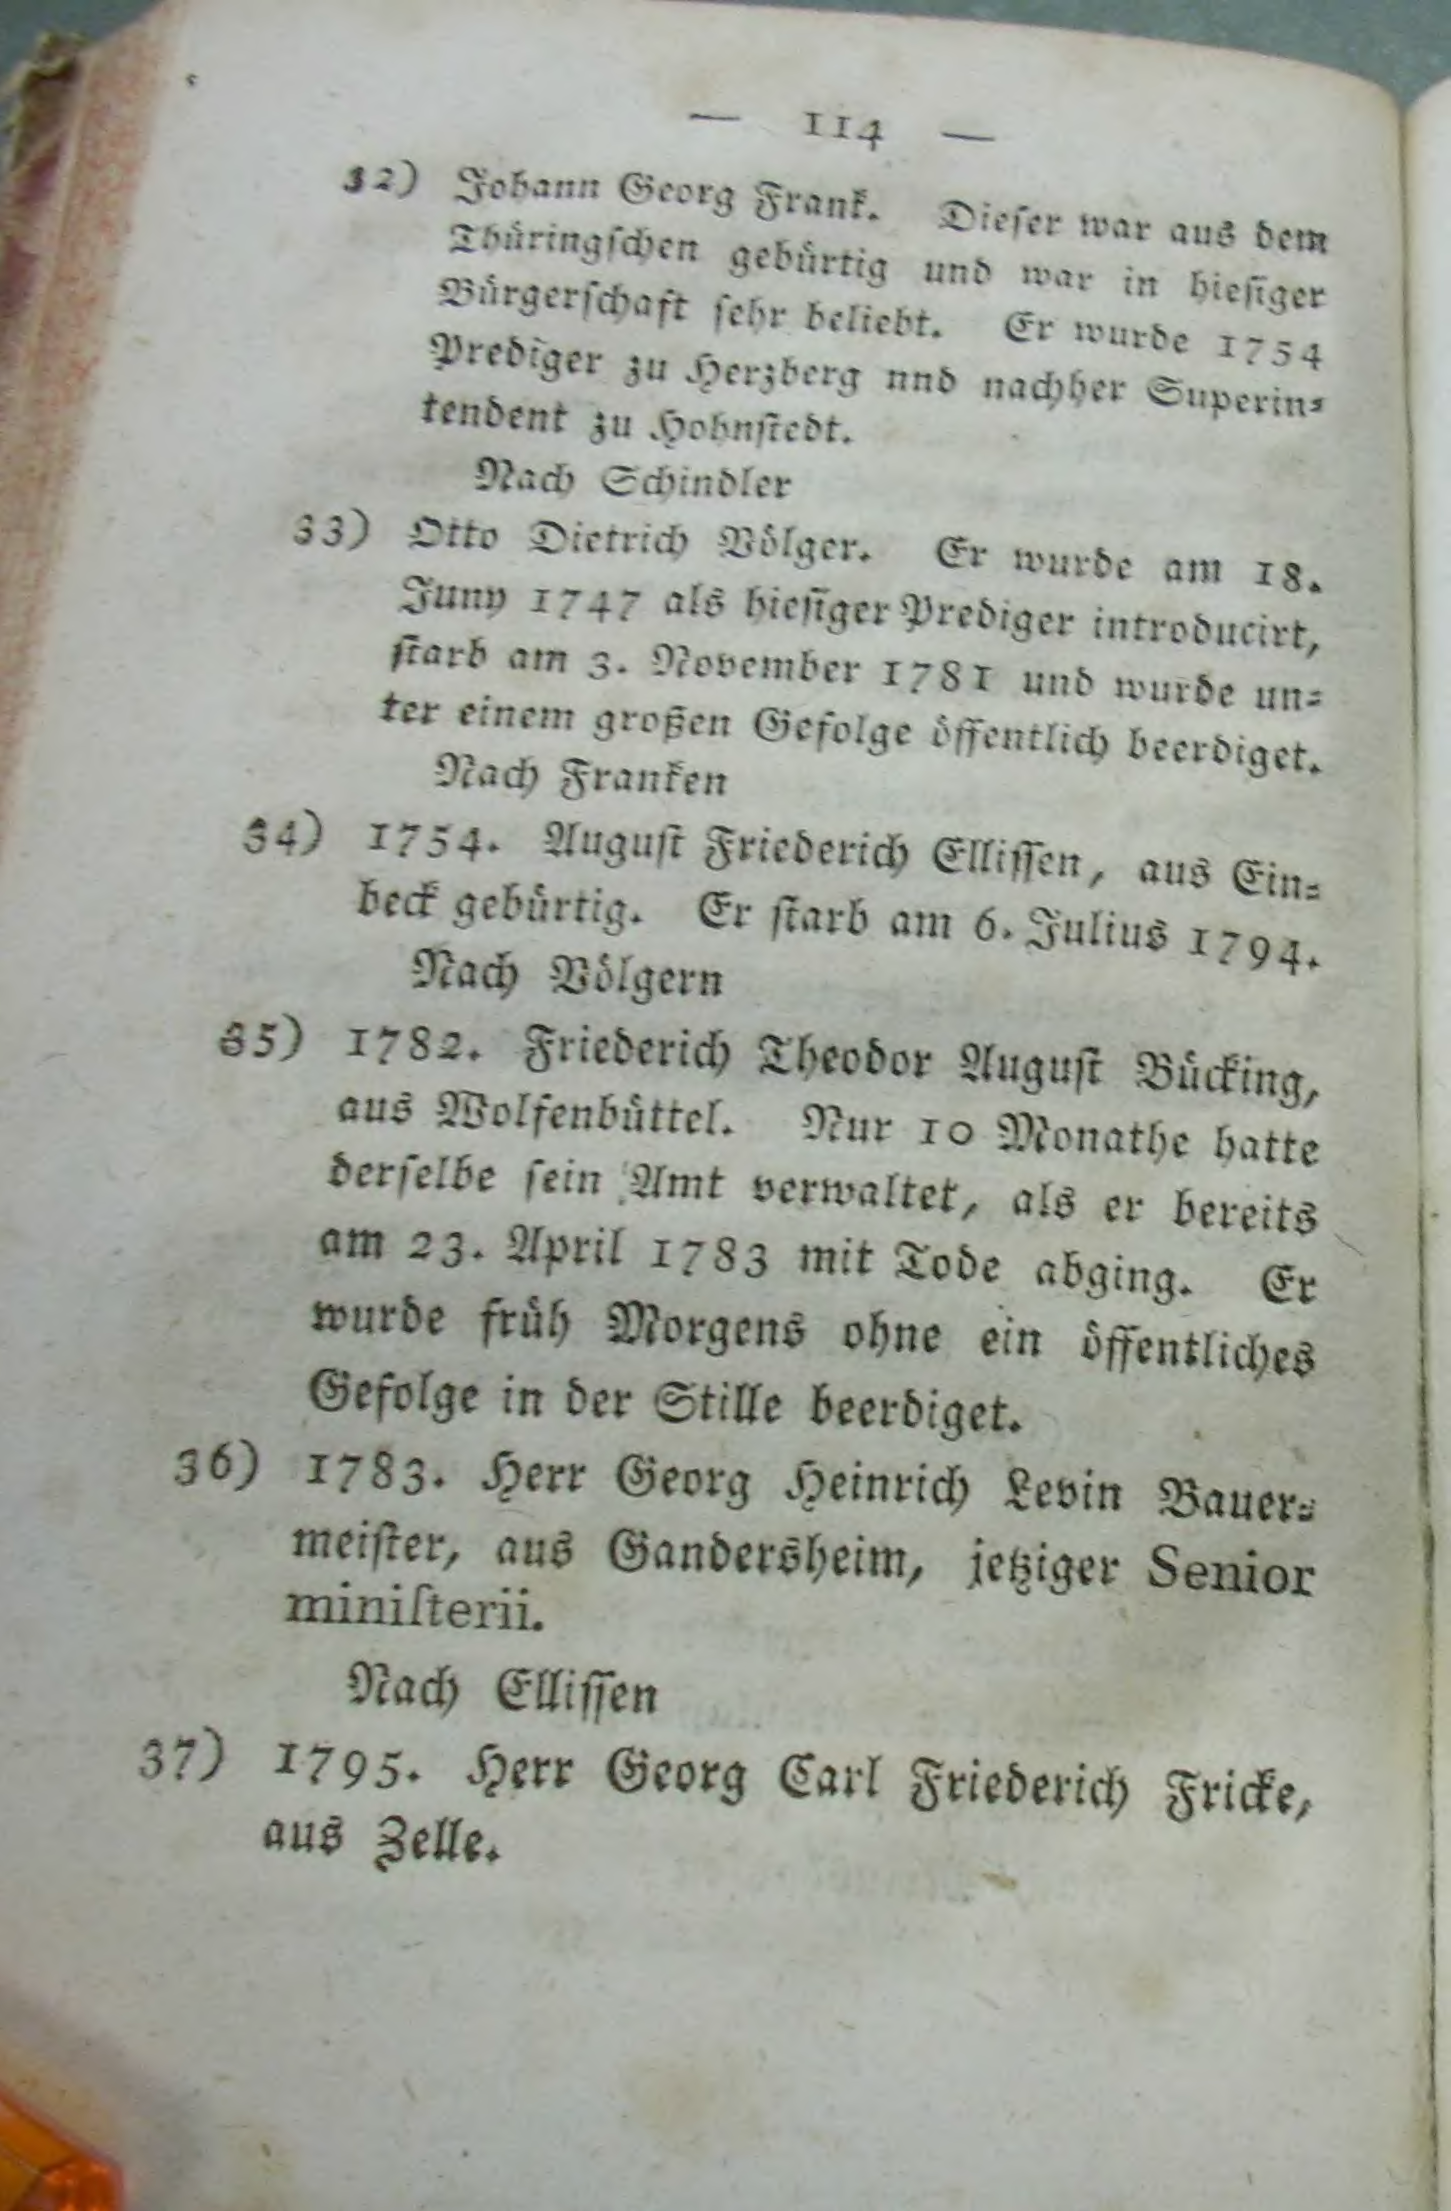 — 114 —
32) Johann Georg Frank. Dieſer war aus dem
Thüringſchen gebürtig und war in hieſiger
Bürgerſchaft ſehr beliebt. Er wurde 1754
Prediger zu Herzberg nnd nachher Superin⸗
tendent zu Hohnſtedt.
Nach Schindler
33) Otto Dietrich Völger. Er wurde am 18.
Juny 1747 als hieſiger Prediger introducirt,
ſtarb am 3. November 1781 und wurde un⸗
ter einem großen Gefolge öffentlich beerdiget.
Nach Franken
34) 1754. Auguſt Friederich Elliſſen, aus Ein⸗
beck gebürtig. Er ſtarb am 6. Julius 1794.
Nach Völgern
35) 1782. Friederich Theodor Auguſt Bücking,
aus Wolfenbüttel. Nur 10 Monathe hatte
derſelbe ſein Amt verwaltet, als er bereits
am 23. April 1783 mit Tode abging. Er
wurde früh Morgens ohne ein öffentliches
Gefolge in der Stille beerdiget.
36) 1783. Herr Georg Heinrich Levin Bauer⸗
meiſter, aus Gandersheim, jetziger Senior
miniſterii.
Nach Elliſſen
37) 1795. Herr Georg Carl Friederich Fricke,
aus Zelle.